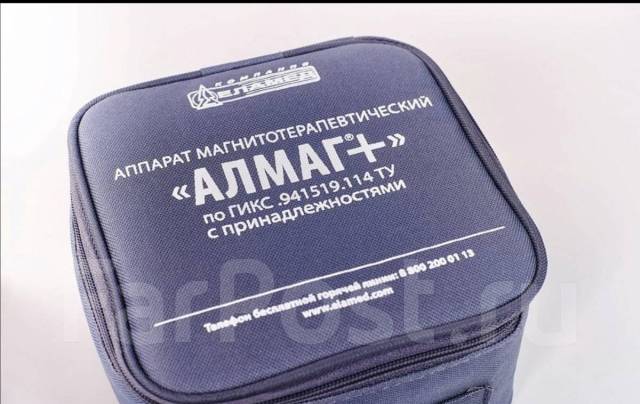 КОМПАНИЯ
ЕЛАМЕД
АППАРАТ МАГНИТОТЕРАПЕВТИЧЕСКИЙ
«АЛМАГ®+»
по ГИКС .941519.114 ТУ
с принадлежностями
Телефон бесплатной горячей линии: 8 800 200 01 13
www.elamed.com
FarPost.ru